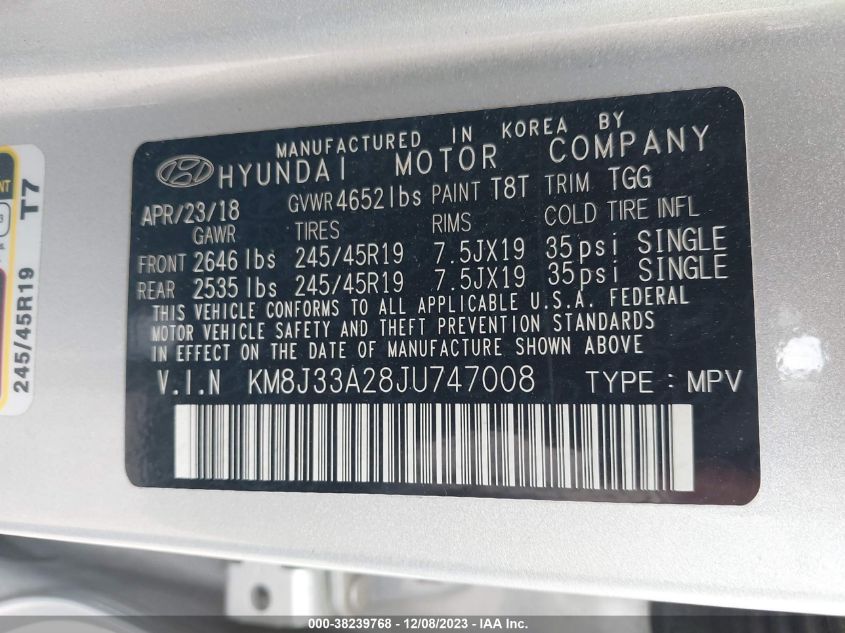 MANUFACTURED IN KOREA BY
HYUNDAI MOTOR COMPANY
APR/23/18 GVWR 4652 lbs PAINT T8T TRIM TGG
GAWR TIRES RIMS COLD TIRE INFL
FRONT 2646 lbs 245/45R19 7.5JX19 35psi SINGLE
REAR 2535 lbs 245/45R19 7.5JX19 35psi SINGLE
THIS VEHICLE CONFORMS TO ALL APPLICABLE U.S.A. FEDERAL
MOTOR VEHICLE SAFETY AND THEFT PREVENTION STANDARDS
IN EFFECT ON THE DATE OF MANUFACTURE SHOWN ABOVE
V.I.N KM8J33A28JU747008 TYPE : MPV
245/45R19 T7
000-38239768 - 12/08/2023 - IAA Inc.